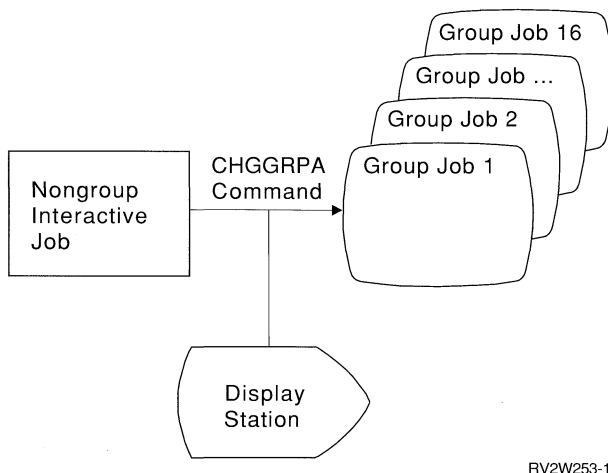 Group Job 16
Group Job ...
Group Job 2
Group Job 1
CHGGRPA
Command
Nongroup
Interactive
Job
Display
Station
RV2W253-1